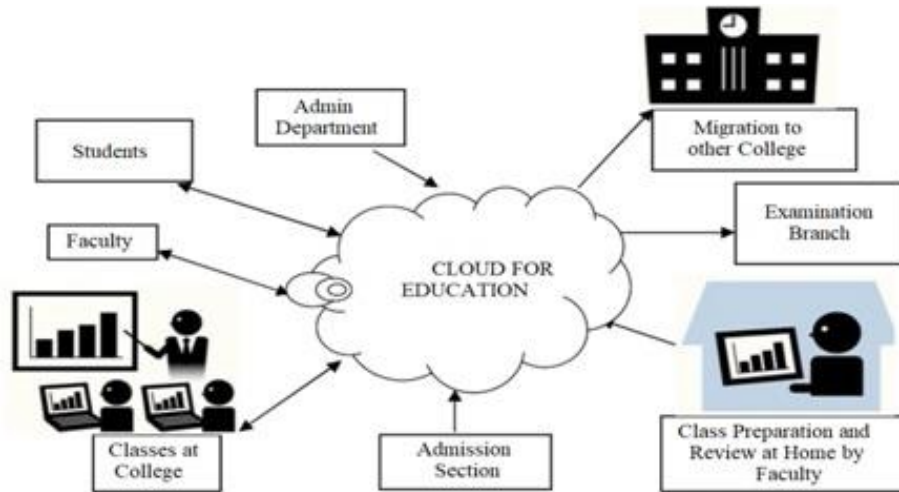 Admin
Department
Migration to
other College
Students
Examination
Branch
Faculty
CLOUD FOR
EDUCATION
Classes at
College
Admission
Section
Class Preparation and
Review at Home by
Faculty